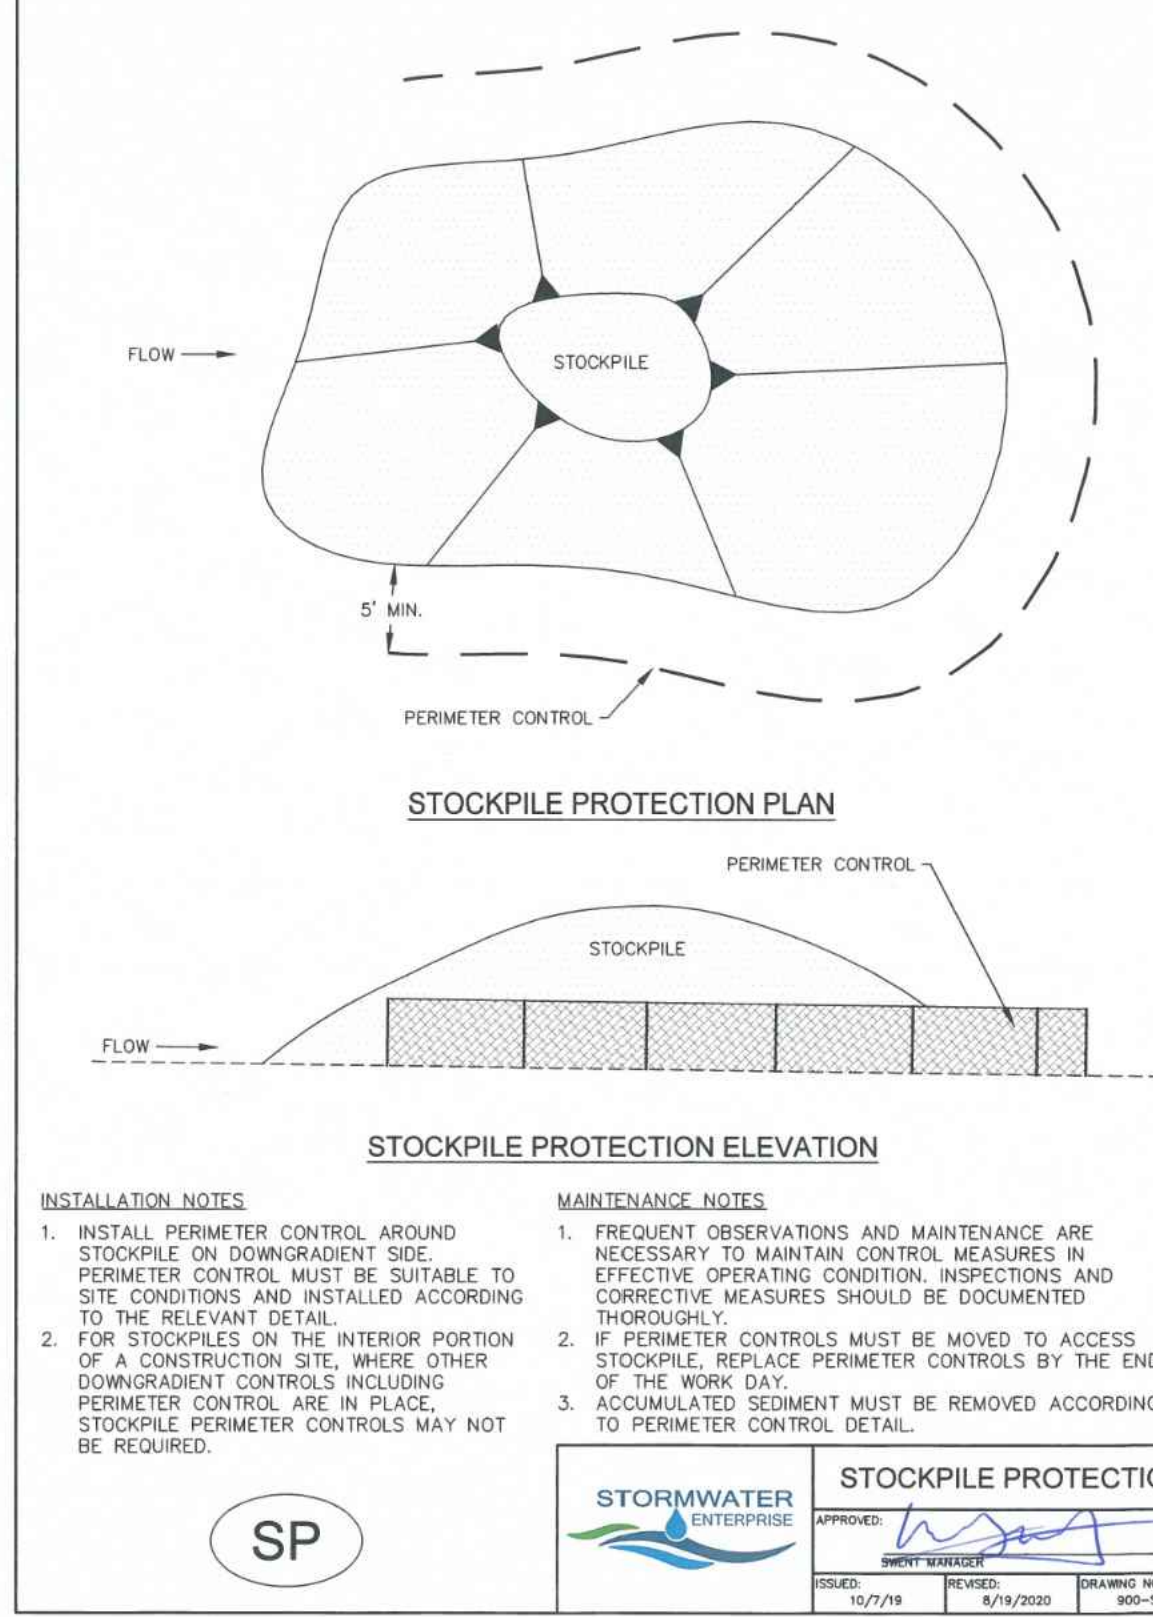 FLOW
STOCKPILE
5' MIN.
PERIMETER CONTROL
STOCKPILE PROTECTION PLAN
PERIMETER CONTROL
STOCKPILE
FLOW
STOCKPILE PROTECTION ELEVATION
INSTALLATION NOTES
1. INSTALL PERIMETER CONTROL AROUND
STOCKPILE ON DOWNGRADIENT SIDE.
PERIMETER CONTROL MUST BE SUITABLE TO
SITE CONDITIONS AND INSTALLED ACCORDING
TO THE RELEVANT DETAIL.
2. FOR STOCKPILES ON THE INTERIOR PORTION
OF A CONSTRUCTION SITE, WHERE OTHER
DOWNGRADIENT CONTROLS INCLUDING
PERIMETER CONTROL ARE IN PLACE,
STOCKPILE PERIMETER CONTROLS MAY NOT
BE REQUIRED.
MAINTENANCE NOTES
1. FREQUENT OBSERVATIONS AND MAINTENANCE ARE
NECESSARY TO MAINTAIN CONTROL MEASURES IN
EFFECTIVE OPERATING CONDITION. INSPECTIONS AND
CORRECTIVE MEASURES SHOULD BE DOCUMENTED
THOROUGHLY.
2. IF PERIMETER CONTROLS MUST BE MOVED TO ACCESS
STOCKPILE, REPLACE PERIMETER CONTROLS BY THE END
OF THE WORK DAY.
3. ACCUMULATED SEDIMENT MUST BE REMOVED ACCORDING
TO PERIMETER CONTROL DETAIL.
SP
STORMWATER
ENTERPRISE
STOCKPILE PROTECTIO
APPROVED:
SWENT MANAGER
ISSUED:
10/7/19
REVISED:
8/19/2020
DRAWING N
900-S